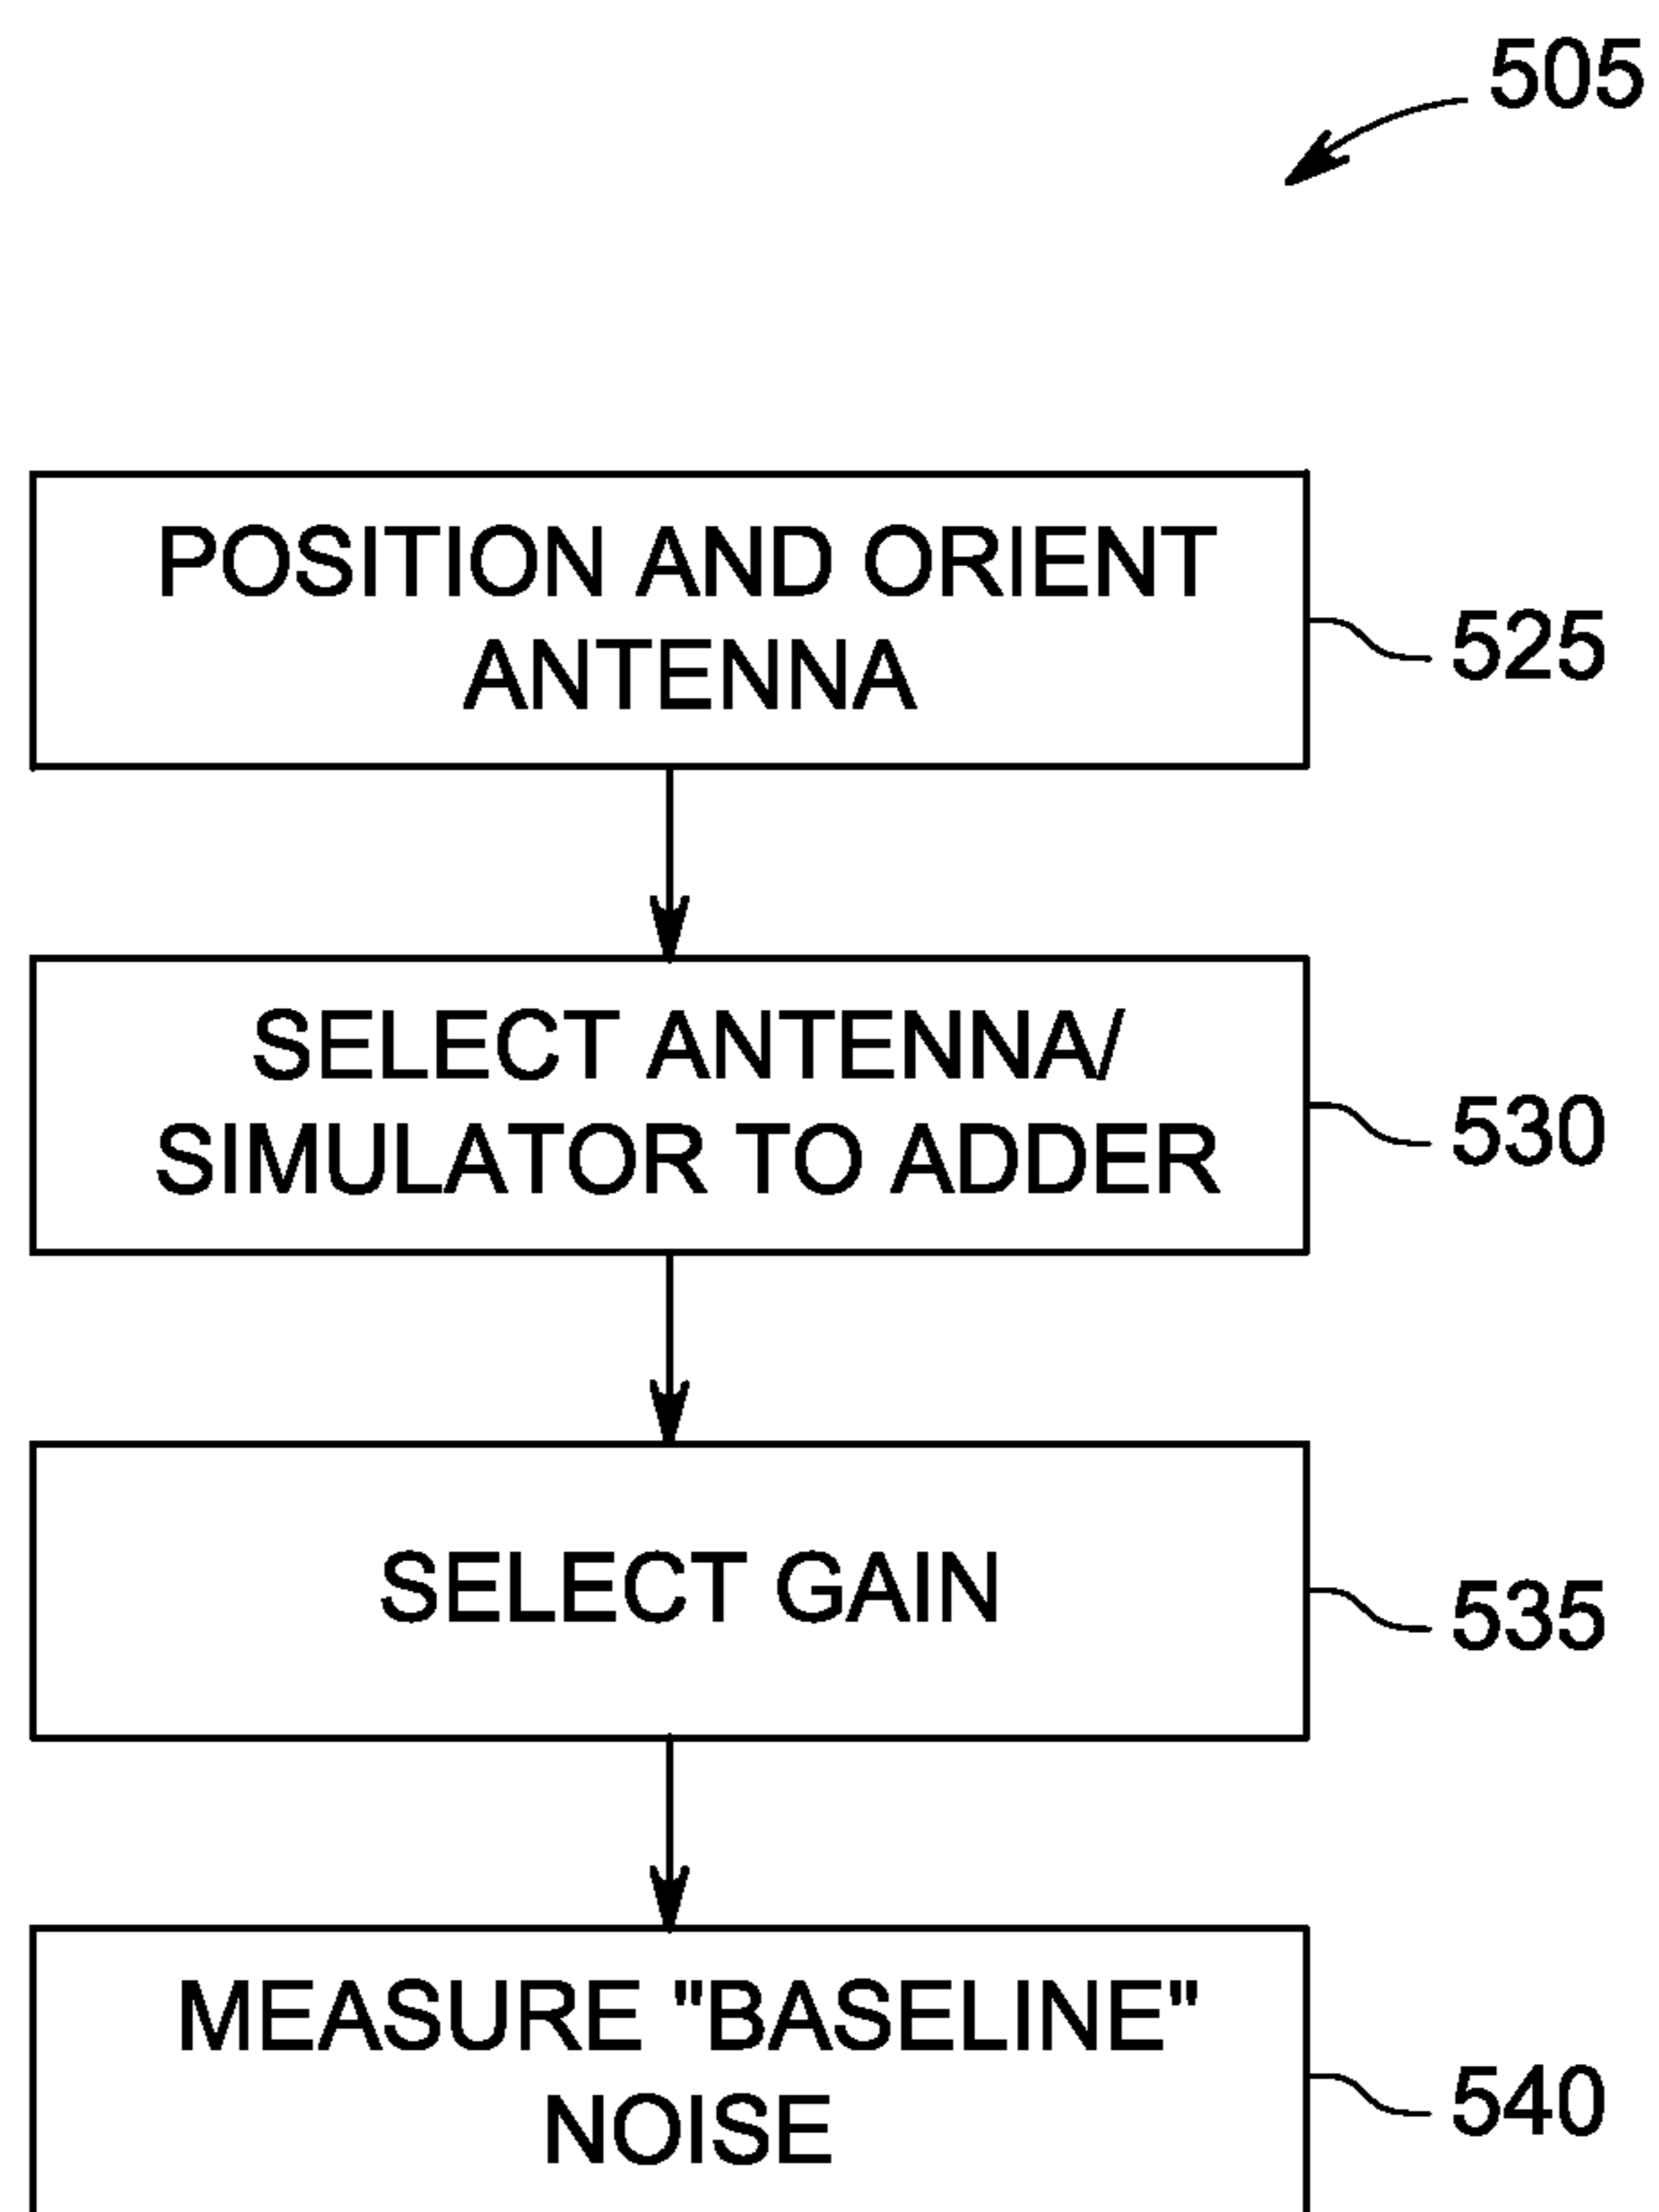 505
POSITION AND ORIENT
ANTENNA
525
SELECT ANTENNA/
SIMULATOR TO ADDER
530
SELECT GAIN
535
MEASURE "BASELINE"
NOISE
540